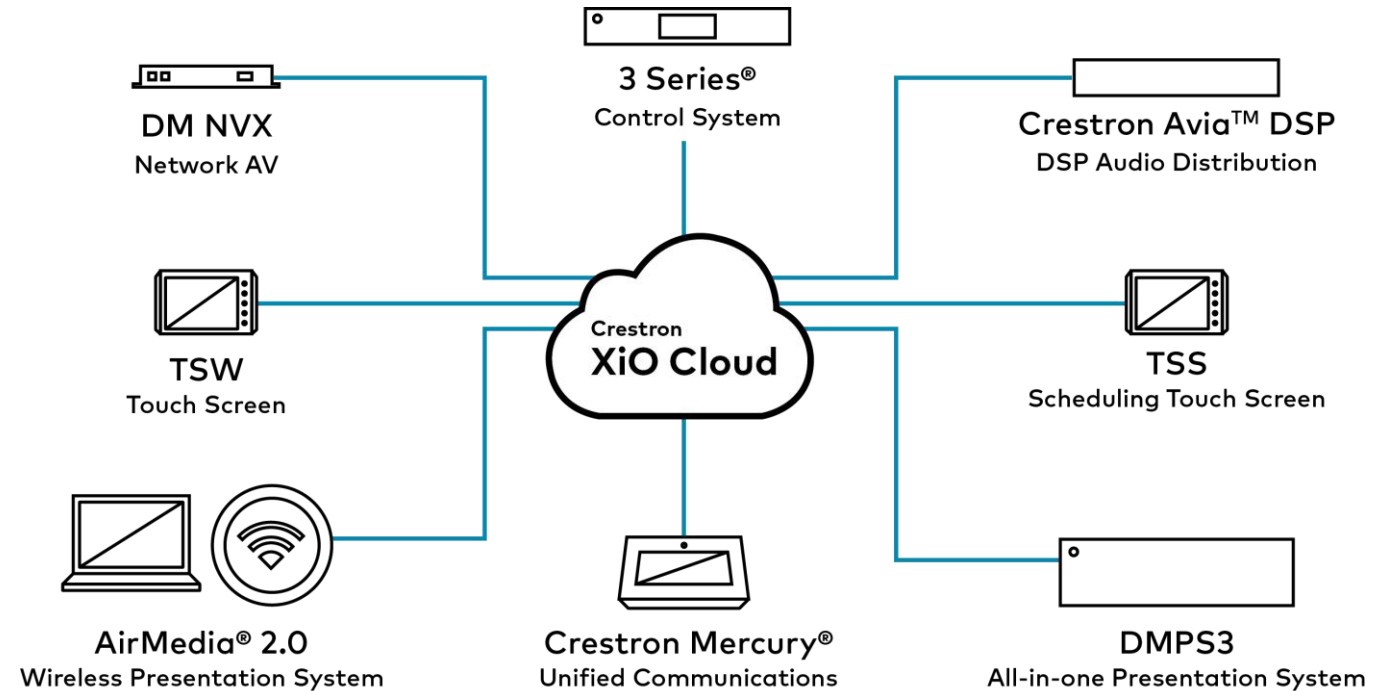 3 Series®
Control System
DM NVX
Network AV
Crestron Avia™ DSP
DSP Audio Distribution
Crestron
XiO Cloud
TSW
Touch Screen
TSS
Scheduling Touch Screen
AirMedia® 2.0
Wireless Presentation System
Crestron Mercury®
Unified Communications
DMPS3
All-in-one Presentation System